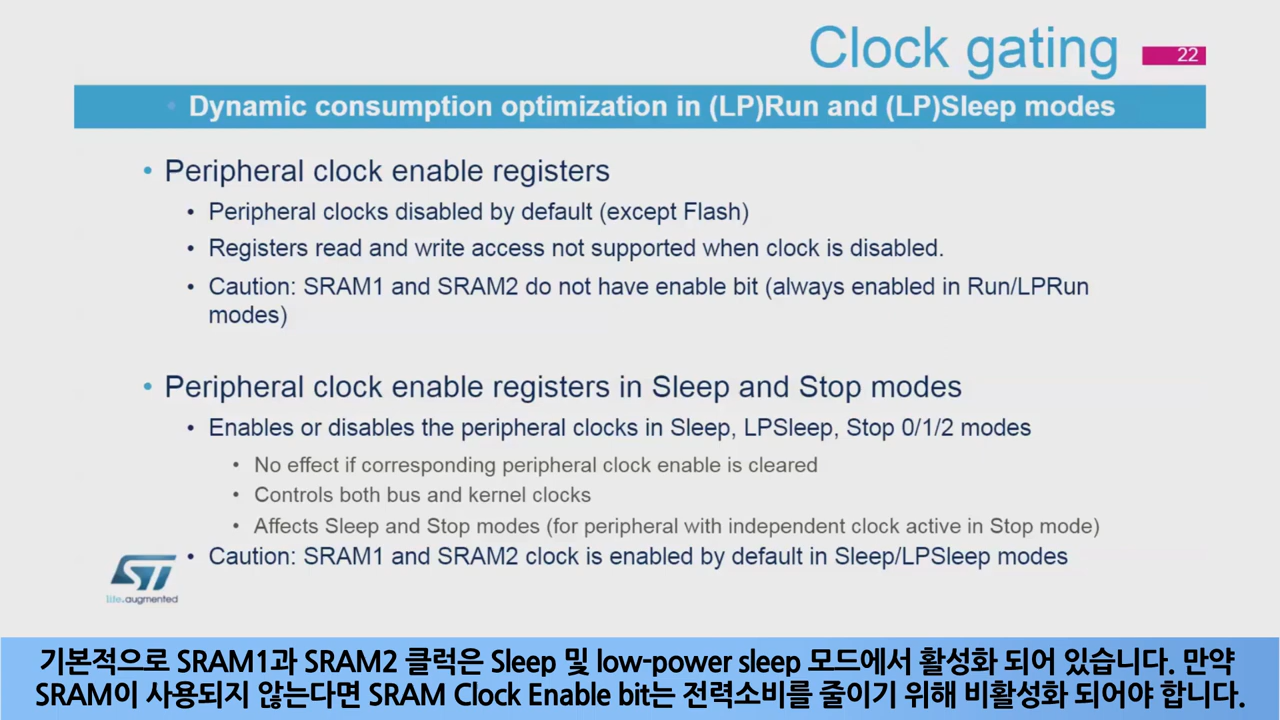 Clock gating
22
• Dynamic consumption optimization in (LP)Run and (LP)Sleep modes
• Peripheral clock enable registers
• Peripheral clocks disabled by default (except Flash)
• Registers read and write access not supported when clock is disabled.
• Caution: SRAM1 and SRAM2 do not have enable bit (always enabled in Run/LPRun
modes)
• Peripheral clock enable registers in Sleep and Stop modes
• Enables or disables the peripheral clocks in Sleep, LPSleep, Stop 0/1/2 modes
• No effect if corresponding peripheral clock enable is cleared
• Controls both bus and kernel clocks
• Affects Sleep and Stop modes (for peripheral with independent clock active in Stop mode)
• Caution: SRAM1 and SRAM2 clock is enabled by default in Sleep/LPSleep modes
ST
life.augmented
기본적으로 SRAM1과 SRAM2 클럭은 Sleep 및 low-power sleep 모드에서 활성화 되어 있습니다. 만약
SRAM이 사용되지 않는다면 SRAM Clock Enable bit는 전력소비를 줄이기 위해 비활성화 되어야 합니다.